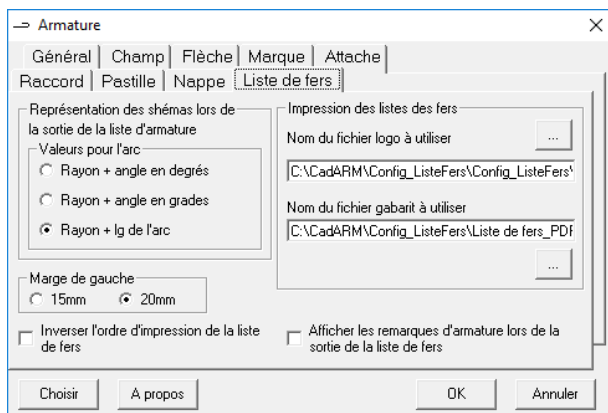 Armature
Général Champ Flèche Marque Attache
Raccord Pastille Nappe Liste de fers
Représentation des shémas lors de
la sortie de la liste d'armature
Valeurs pour l'arc
Rayon + angle en degrés
Rayon + angle en grades
Rayon + lg de l'arc
Impression des listes des fers
Nom du fichier logo à utiliser
...
C:\CadARM\Config_ListeFers\Config_ListeFers\
Nom du fichier gabarit à utiliser
C:\CadARM\Config_ListeFers\Liste de fers_PDF
...
Marge de gauche
15mm 20mm
Inverser l'ordre d'impression de la liste
de fers
Afficher les remarques d'armature lors de la
sortie de la liste de fers
Choisir A propos OK Annuler